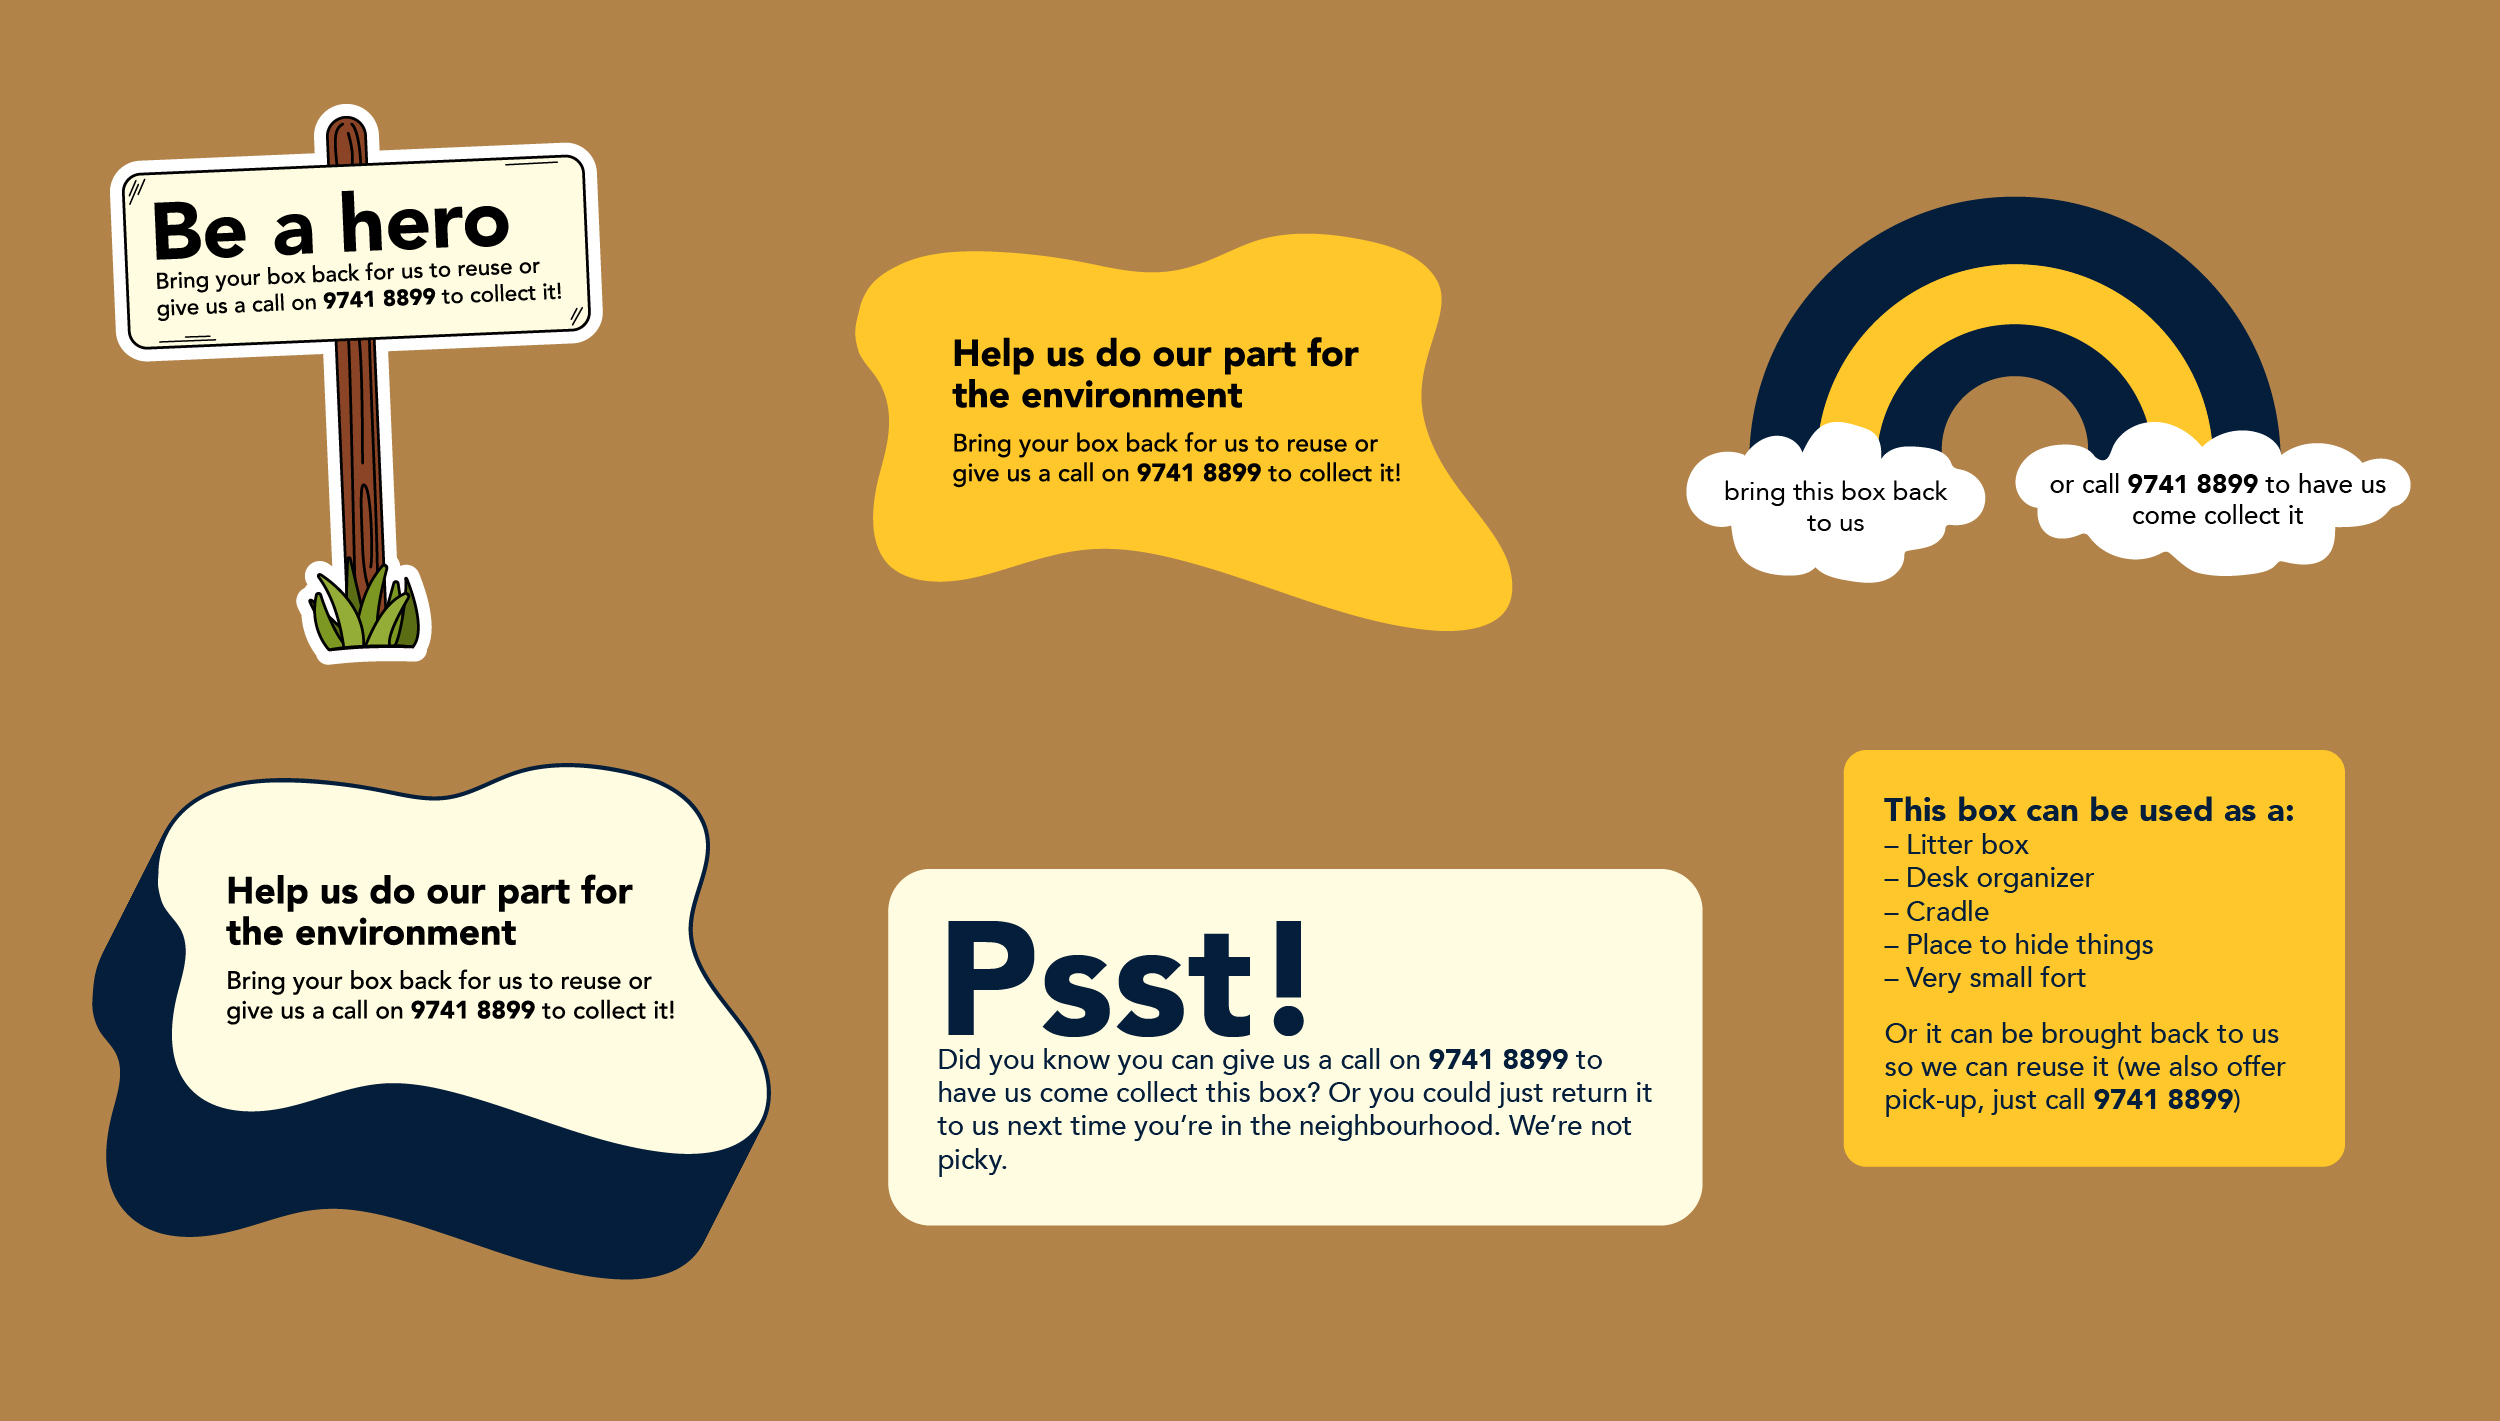 Be a hero
Bring your box back for us to reuse or
give us a call on 9741 8899 to collect it!
Help us do our part for
the environment
Bring your box back for us to reuse or
give us a call on 9741 8899 to collect it!
bring this box back
to us
or call 9741 8899 to have us
come collect it
Help us do our part for
the environment
Bring your box back for us to reuse or
give us a call on 9741 8899 to collect it!
Psst!
Did you know you can give us a call on 9741 8899 to
have us come collect this box? Or you could just return it
to us next time you’re in the neighbourhood. We’re not
picky.
This box can be used as a:
– Litter box
– Desk organizer
– Cradle
– Place to hide things
– Very small fort
Or it can be brought back to us
so we can reuse it (we also offer
pick-up, just call 9741 8899)